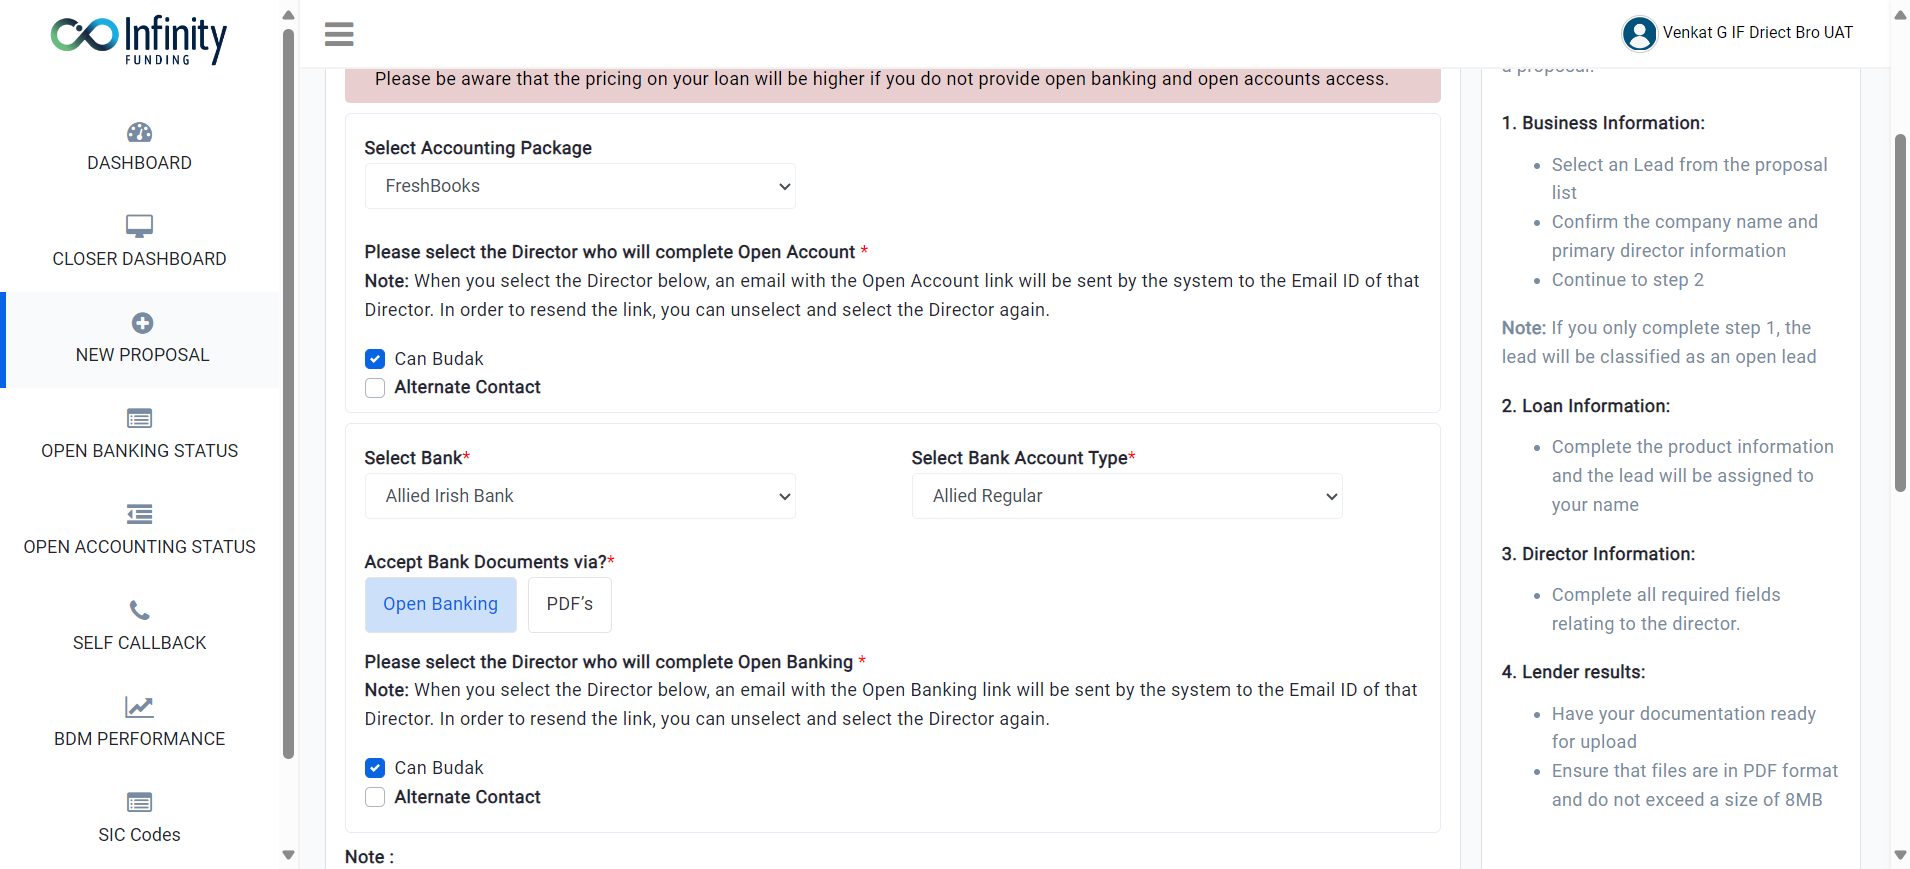 Infinity
FUNDING
DASHBOARD
CLOSER DASHBOARD
NEW PROPOSAL
OPEN BANKING STATUS
OPEN ACCOUNTING STATUS
SELF CALLBACK
BDM PERFORMANCE
SIC Codes
Venkat G IF Driect Bro UAT
Please be aware that the pricing on your loan will be higher if you do not provide open banking and open accounts access.
Select Accounting Package
FreshBooks
Please select the Director who will complete Open Account *
Note: When you select the Director below, an email with the Open Account link will be sent by the system to the Email ID of that
Director. In order to resend the link, you can unselect and select the Director again.
Can Budak
Alternate Contact
Select Bank*
Allied Irish Bank
Select Bank Account Type*
Allied Regular
Accept Bank Documents via?*
Open Banking
PDF’s
Please select the Director who will complete Open Banking *
Note: When you select the Director below, an email with the Open Banking link will be sent by the system to the Email ID of that
Director. In order to resend the link, you can unselect and select the Director again.
Can Budak
Alternate Contact
Note :
a proposal.
1. Business Information:
Select an Lead from the proposal
list
Confirm the company name and
primary director information
Continue to step 2
Note: If you only complete step 1, the
lead will be classified as an open lead
2. Loan Information:
Complete the product information
and the lead will be assigned to
your name
3. Director Information:
Complete all required fields
relating to the director.
4. Lender results:
Have your documentation ready
for upload
Ensure that files are in PDF format
and do not exceed a size of 8MB